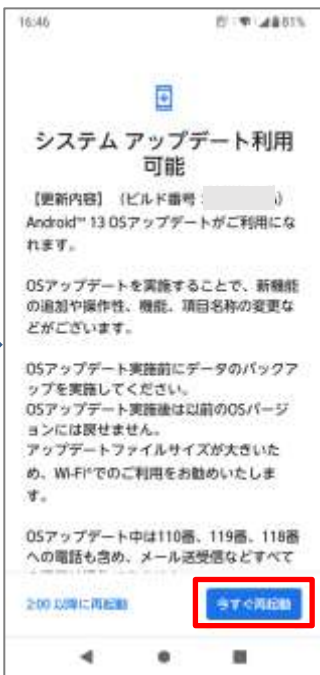 16:46
81%
システム アップデート利用
可能
【更新内容】（ビルド番号：
Android™ 13 OSアップデートがご利用にな
れます。
OSアップデートを実施することで、新機能
の追加や操作性、機能、項目名称の変更な
どがございます。
OSアップデート実施前にデータのバックア
ップを実施してください。
OSアップデート実施後は以前のOSバージ
ョンには戻せません。
アップデートファイルサイズが大きいた
め、Wi-Fi®でのご利用をお勧めいたしま
す。
OSアップデート中は110番、119番、118番
への電話も含め、メール送受信などすべて
2:00 以降に再起動
今すぐ再起動